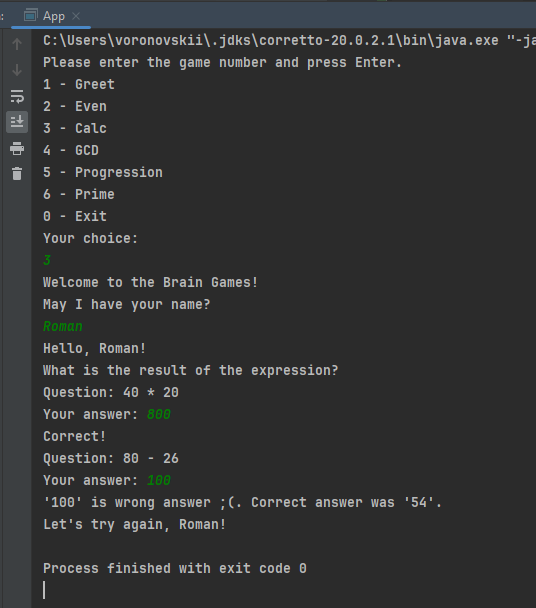 App
C:\Users\voronovskii\.jdks\corretto-20.0.2.1\bin\java.exe "-ja
Please enter the game number and press Enter.
1 - Greet
2 - Even
3 - Calc
4 - GCD
5 - Progression
6 - Prime
0 - Exit
Your choice:
3
Welcome to the Brain Games!
May I have your name?
Roman
Hello, Roman!
What is the result of the expression?
Question: 40 * 20
Your answer: 800
Correct!
Question: 80 - 26
Your answer: 100
'100' is wrong answer ;(. Correct answer was '54'.
Let's try again, Roman!
Process finished with exit code 0